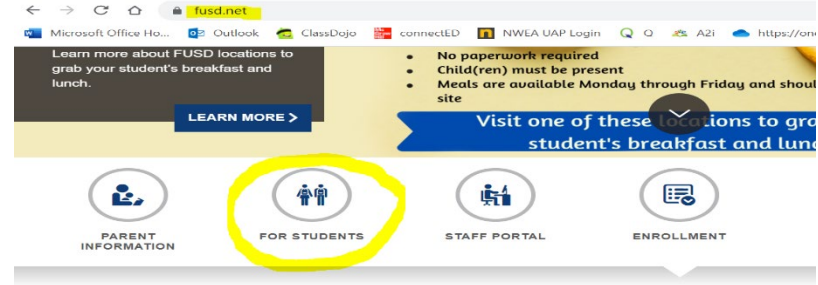 fusd.net
Microsoft Office Ho... Outlook ClassDojo connectED NWEA UAP Login Q A2i https://one
Learn more about FUSD locations to
grab your student's breakfast and
lunch.
LEARN MORE >
• No paperwork required
• Child(ren) must be present
• Meals are available Monday through Friday and shoul
site
Visit one of these locations to gra
student's breakfast and lunc
PARENT
INFORMATION
FOR STUDENTS
STAFF PORTAL
ENROLLMENT